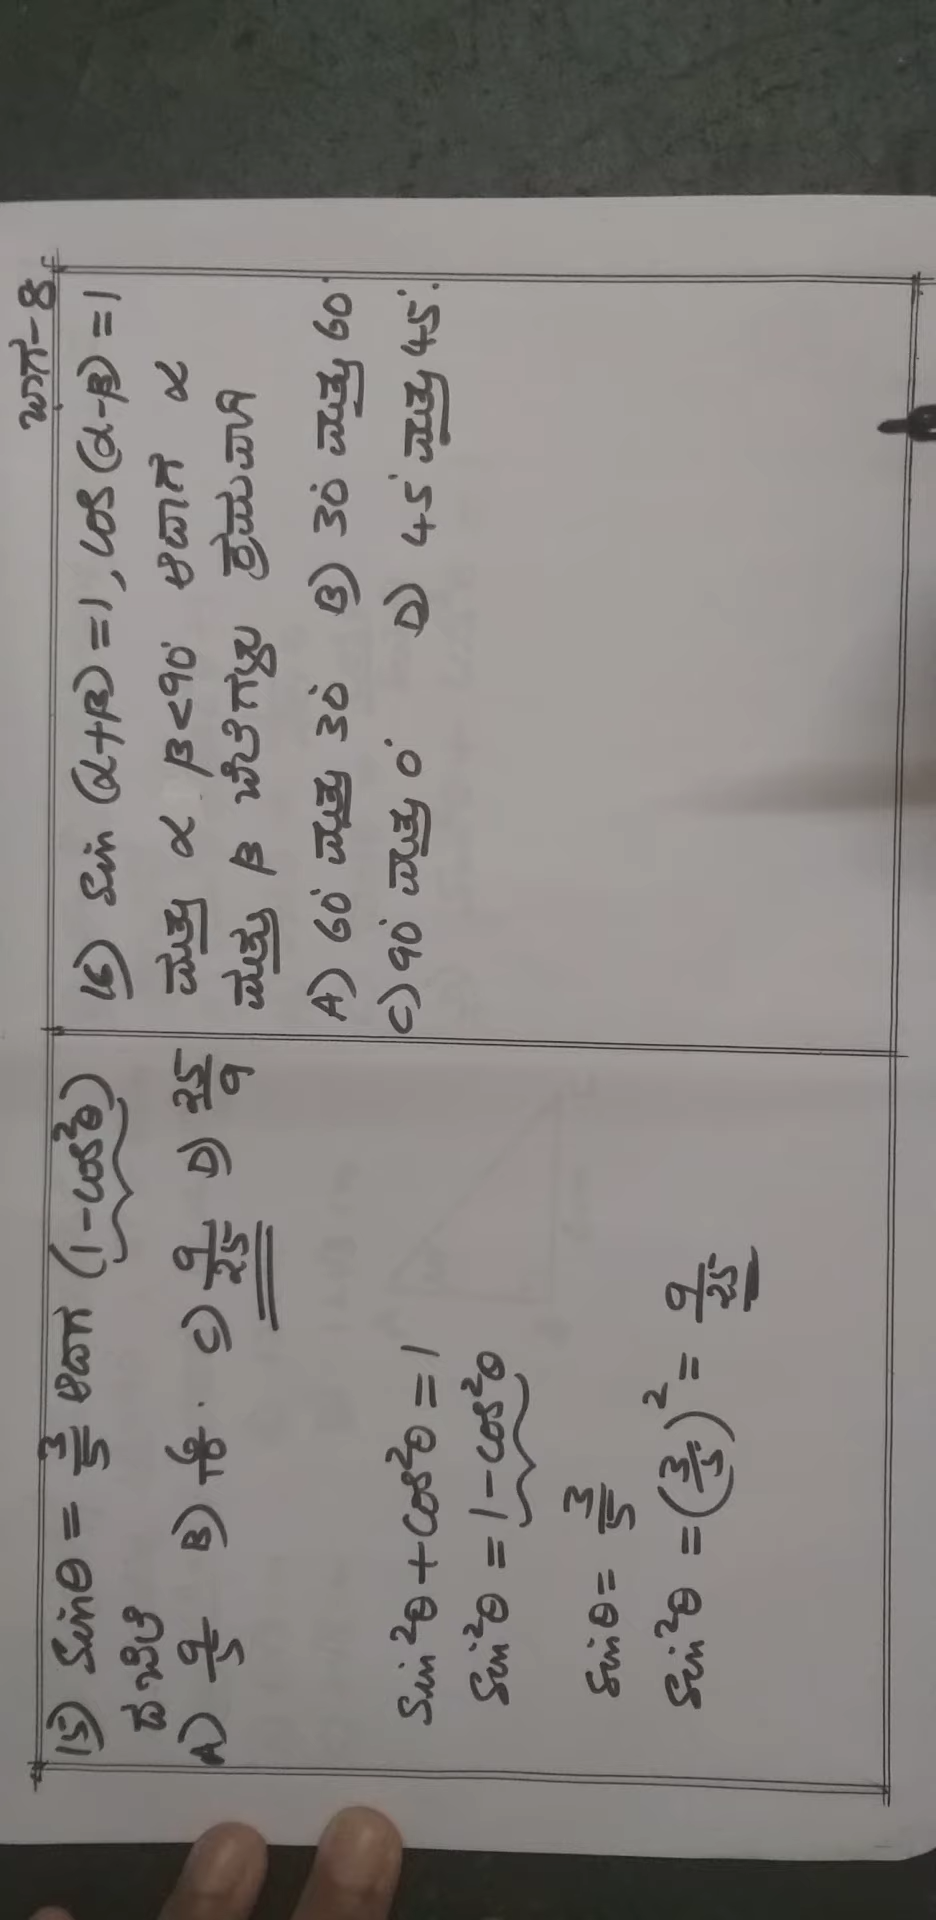 ಭಾಗ-8
15) sinθ = 3/5 ಆದಾಗ (1-cos²θ)
ದ ಬೆಲೆ
A) 9/5 B) 9/16. C) 9/25 D) 25/9
sin²θ + cos²θ = 1
sin²θ = 1-cos²θ
sinθ = 3/5
sin²θ = (3/5)² = 9/25
16) sin (α+β) = 1, cos (α-β) = 1
ಮತ್ತು α β<90° ಆದಾಗ α
ಮತ್ತು β ಬೆಲೆಗಳು ಕ್ರಮವಾಗಿ
A) 60° ಮತ್ತು 30° B) 30° ಮತ್ತು 60°
C) 90° ಮತ್ತು 0° D) 45° ಮತ್ತು 45°.